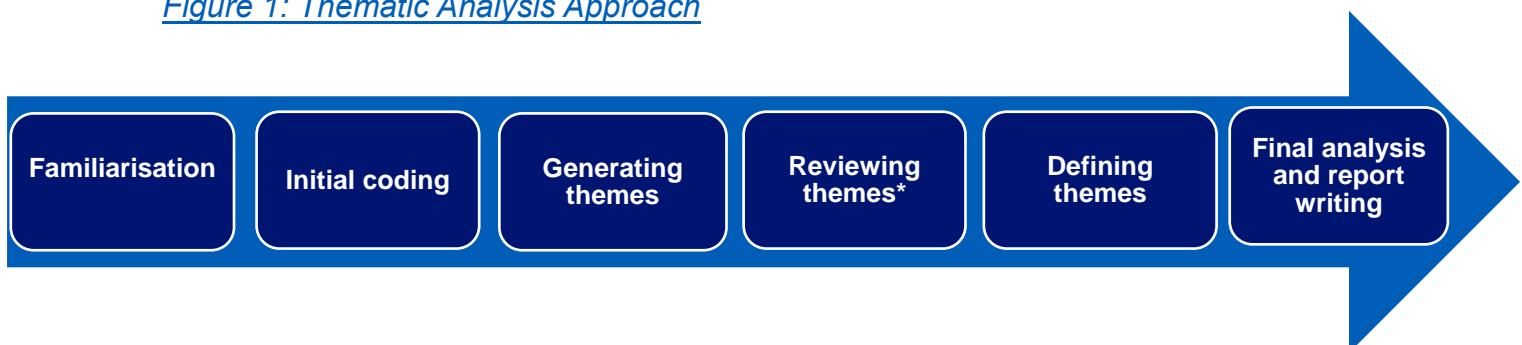 Figure 1: Thematic Analysis Approach
Familiarisation
Initial coding
Generating
themes
Reviewing
themes*
Defining
themes
Final analysis
and report
writing